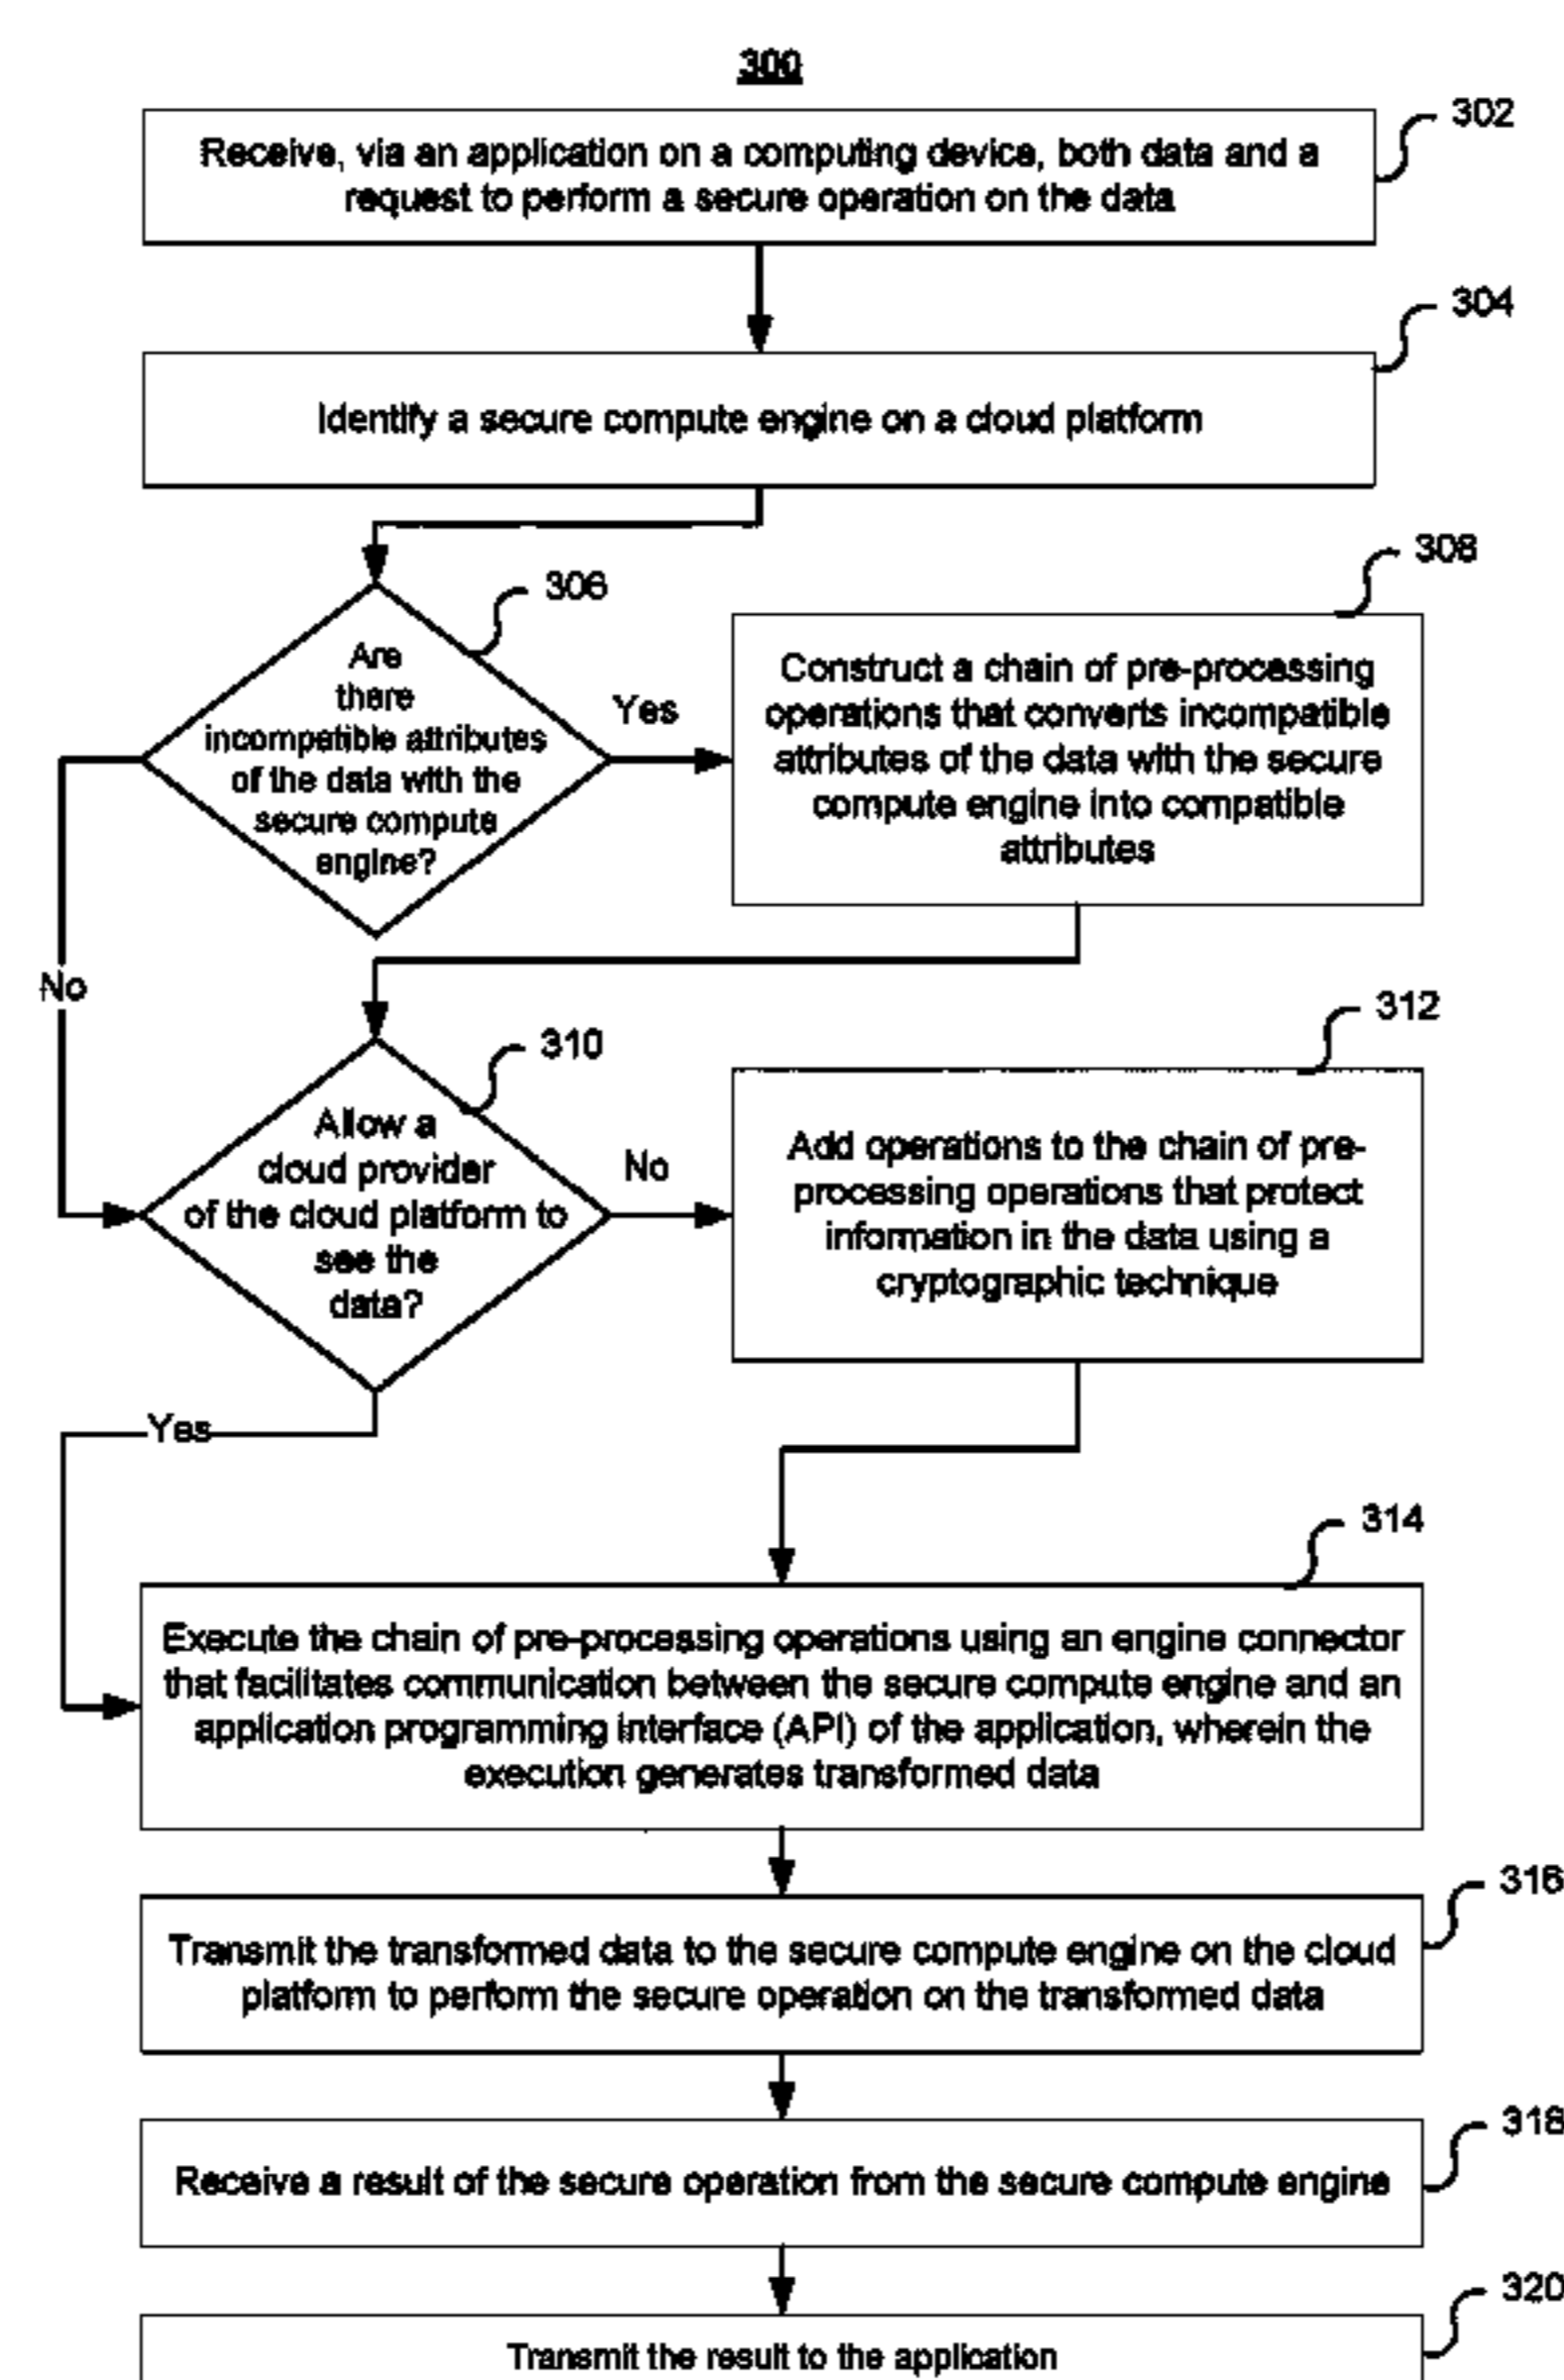 300
302
Receive, via an application on a computing device, both data and a
request to perform a secure operation on the data
304
Identify a secure compute engine on a cloud platform
306
Are
there
incompatible attributes
of the data with the
secure compute
engine?
Yes
308
Construct a chain of pre-processing
operations that converts incompatible
attributes of the data with the secure
compute engine into compatible
attributes
No
310
Allow a
cloud provider
of the cloud platform to
see the
data?
No
312
Add operations to the chain of pre-
processing operations that protect
information in the data using a
cryptographic technique
Yes
314
Execute the chain of pre-processing operations using an engine connector
that facilitates communication between the secure compute engine and an
application programming interface (API) of the application, wherein the
execution generates transformed data
316
Transmit the transformed data to the secure compute engine on the cloud
platform to perform the secure operation on the transformed data
318
Receive a result of the secure operation from the secure compute engine
320
Transmit the result to the application